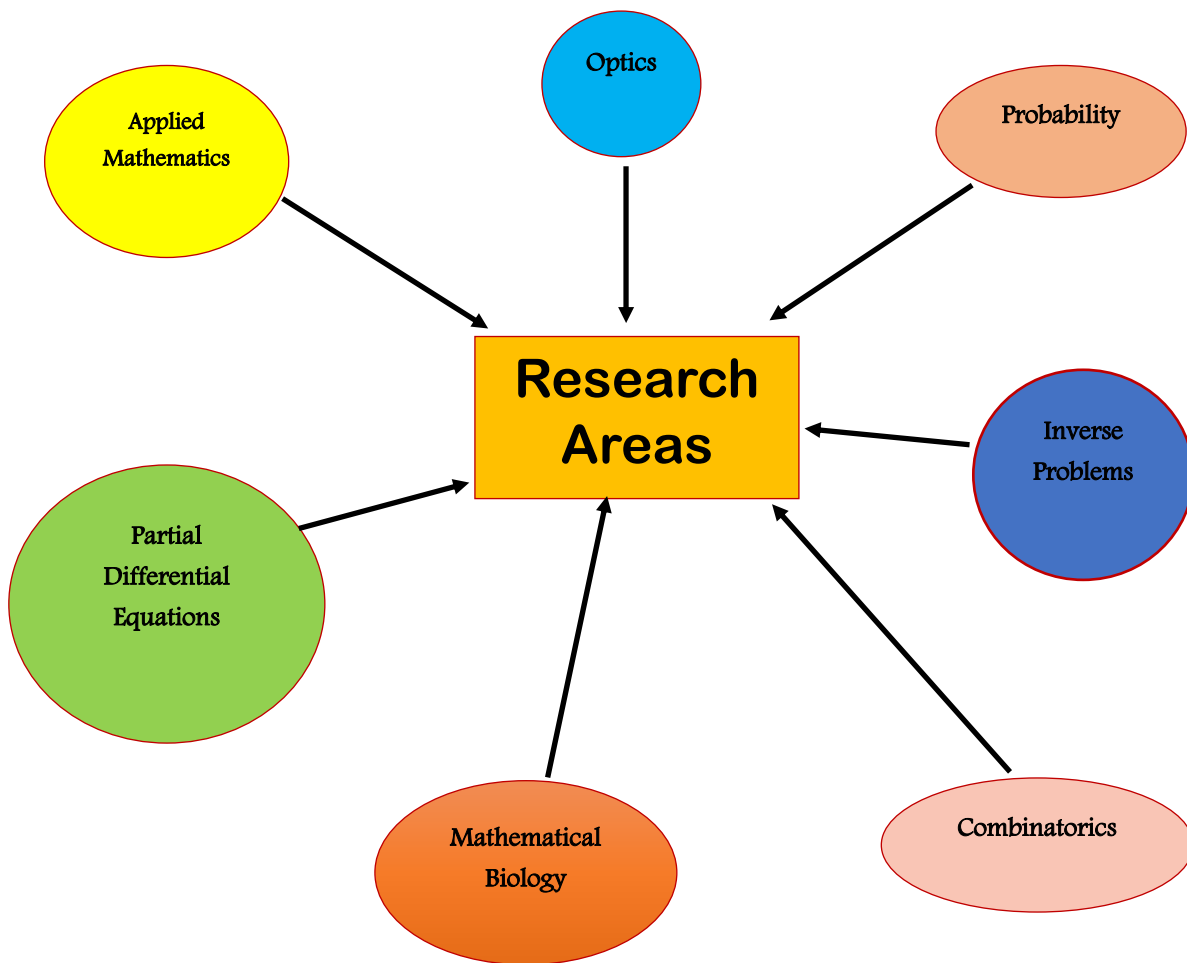 Optics
Applied
Mathematics
Probability
Research
Areas
Inverse
Problems
Partial
Differential
Equations
Mathematical
Biology
Combinatorics